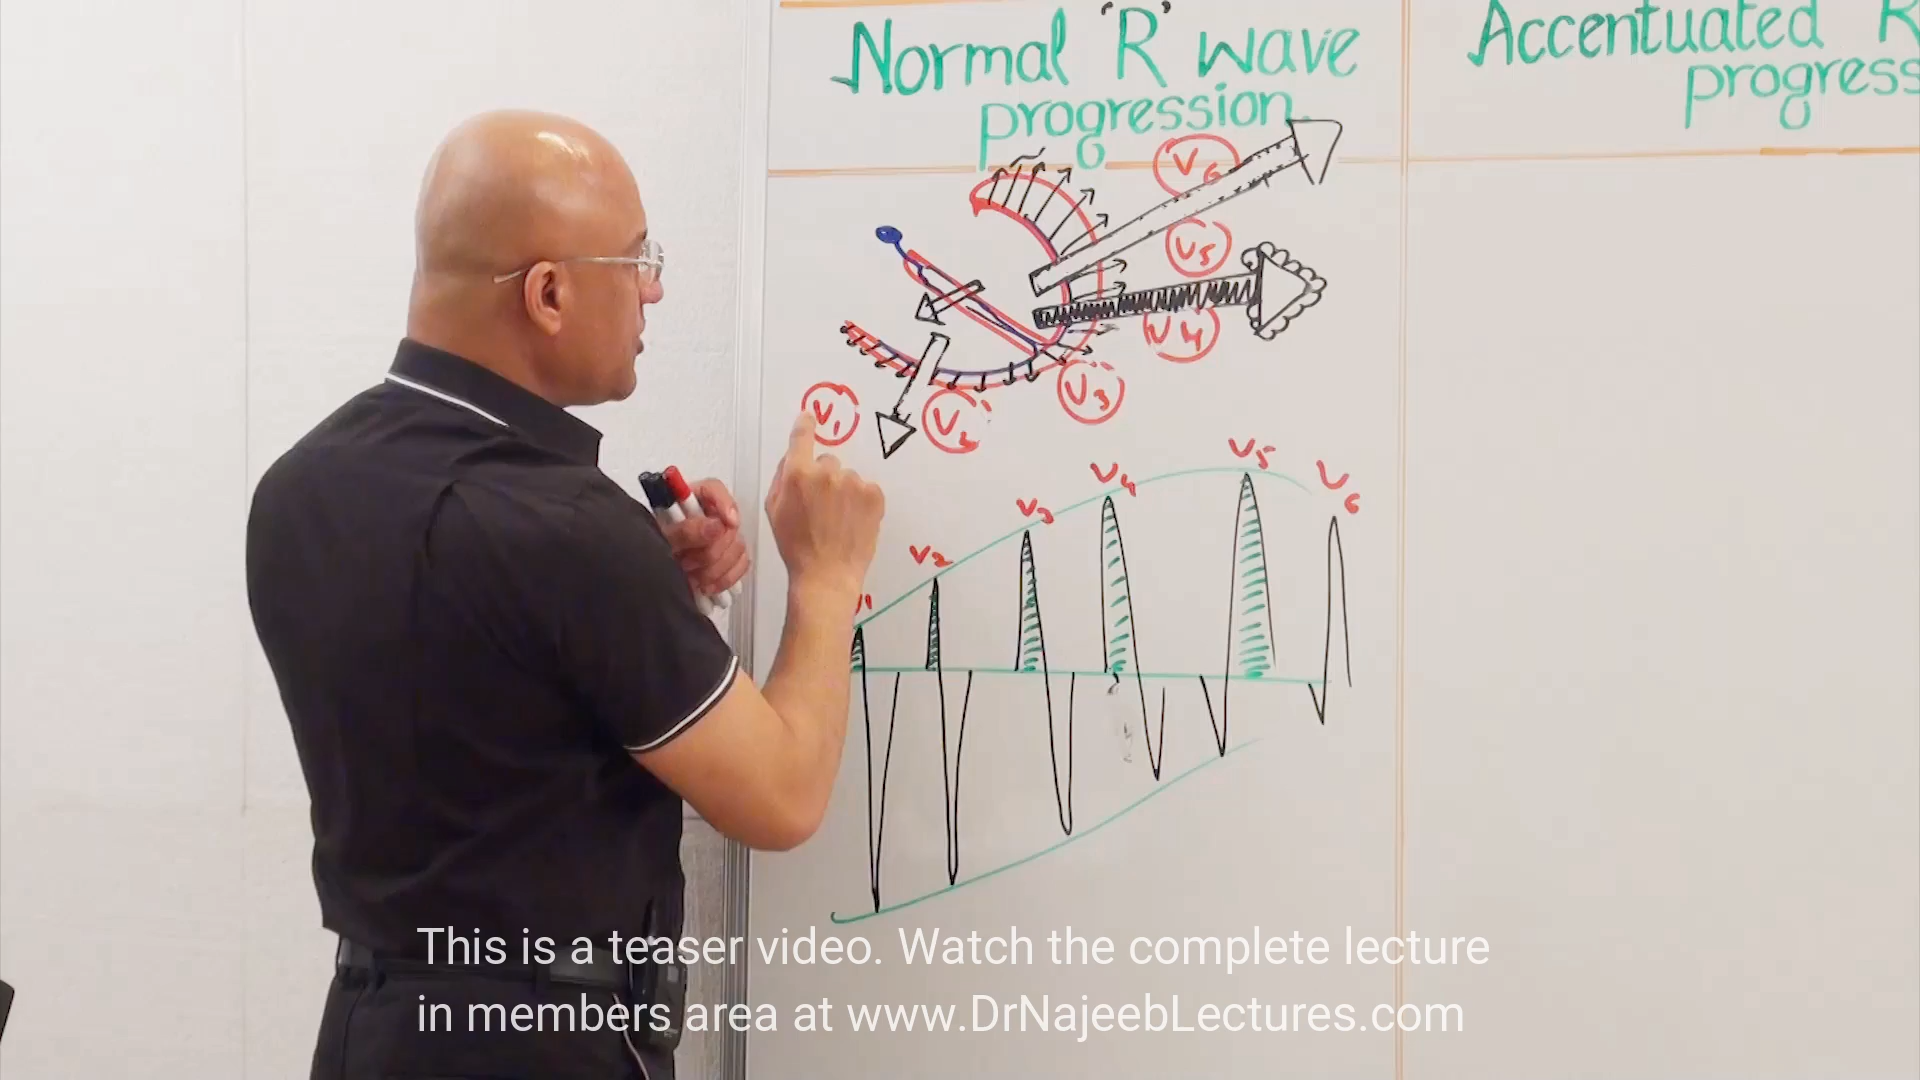 Normal 'R' wave
progression
Accentuated R
progress
V6
V5
V4
V3
V1
V2
V5
V4
V6
V3
V2
This is a teaser video. Watch the complete lecture
in members area at www.DrNajeebLectures.com